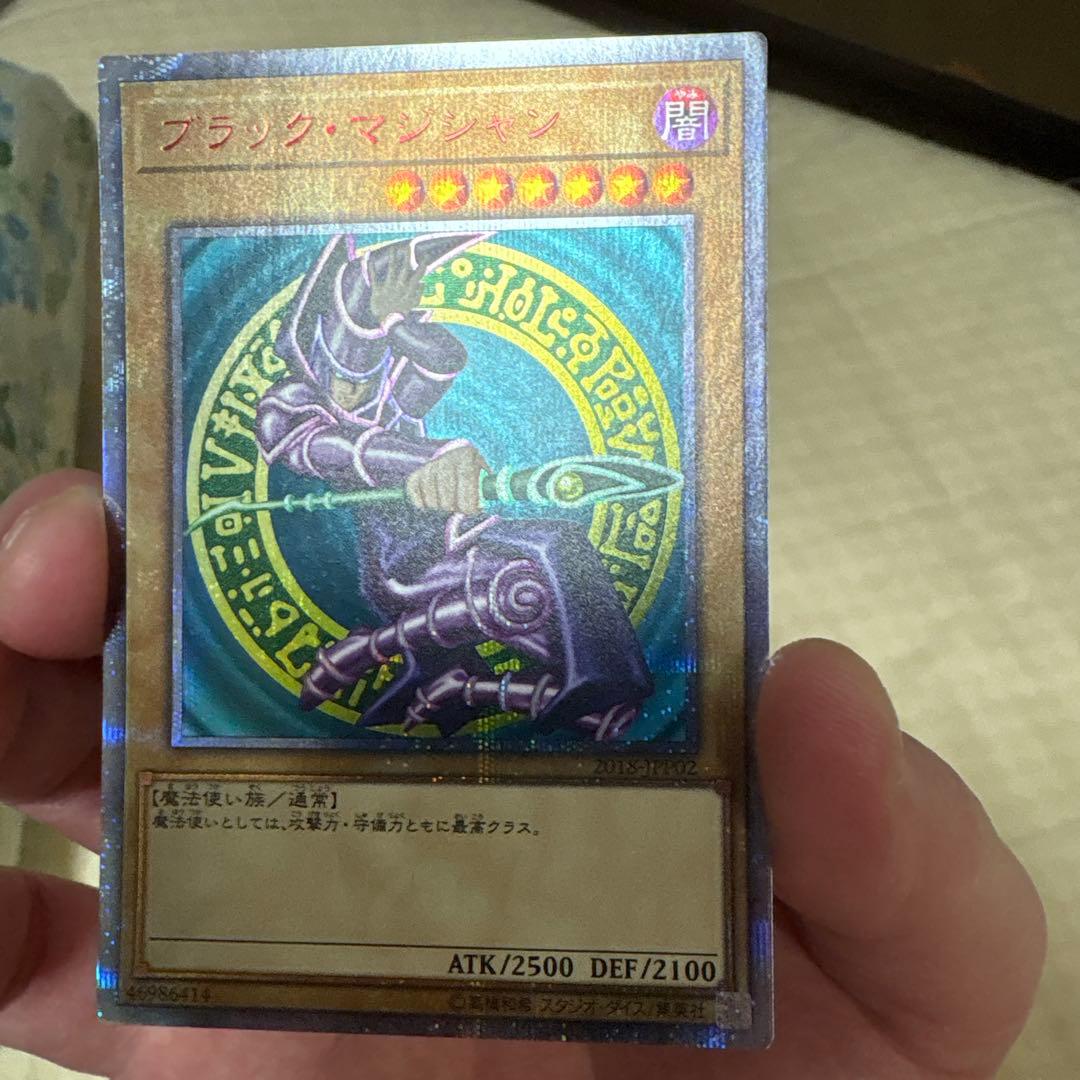 ブラック・マジシャン
やみ
闇
2018-JPP02
【魔法使い族／通常】
魔法使いとしては、攻撃力・守備力ともに最高クラス。
ATK/2500 DEF/2100
46986414
©高橋和希 スタジオ・ダイス/集英社